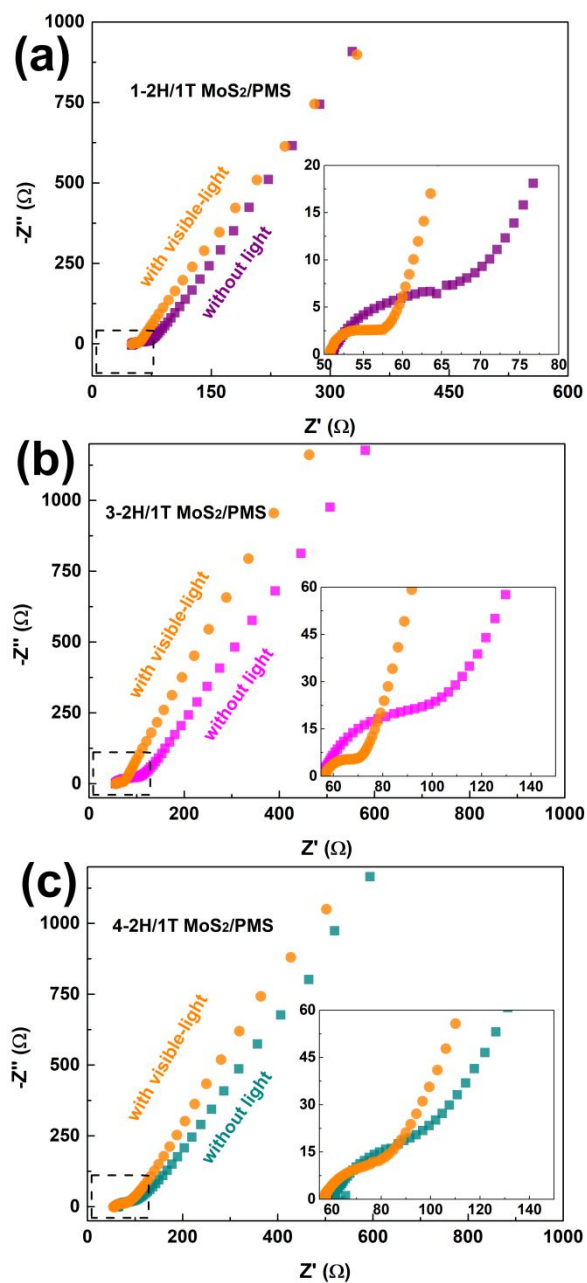 (a)
1-2H/1T MoS₂/PMS
with visible-light
without light
-Z'' (Ω)
1000
750
500
250
0
0 150 300 450 600
Z' (Ω)
20
15
10
5
0
50 55 60 65 70 75 80
(b)
3-2H/1T MoS₂/PMS
with visible-light
without light
-Z'' (Ω)
1000
750
500
250
0
0 200 400 600 800 1000
Z' (Ω)
60
45
30
15
0
60 80 100 120 140
(c)
4-2H/1T MoS₂/PMS
with visible-light
without light
-Z'' (Ω)
1000
750
500
250
0
0 200 400 600 800 1000
Z' (Ω)
60
45
30
15
0
60 80 100 120 140